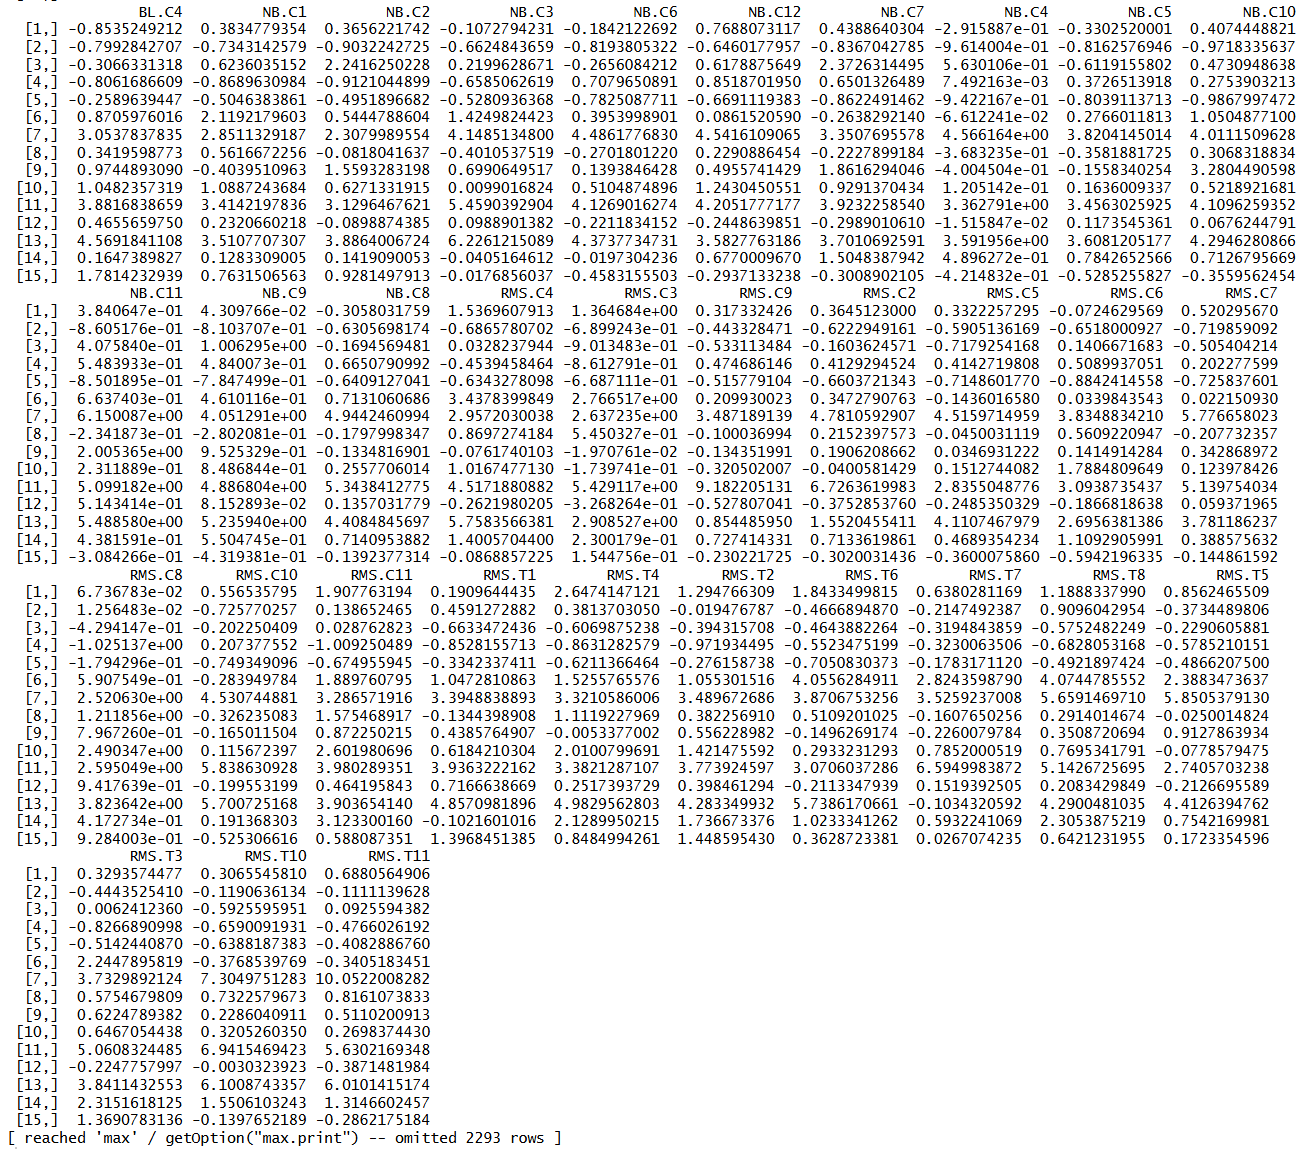 BL.C4 NB.C1 NB.C2 NB.C3 NB.C6 NB.C12 NB.C7 NB.C4 NB.C5 NB.C10
[1,] -0.8535249212 0.3834779354 0.3656221742 -0.1072794231 -0.1842122692 0.7688073117 0.4388640304 -2.915887e-01 -0.3302520001 0.4074448821
[2,] -0.7992842707 -0.7343142579 -0.9032242725 -0.6624843659 -0.8193805322 -0.6460177957 -0.8367042785 -9.614004e-01 -0.8162576946 -0.9718335637
[3,] -0.3066331318 0.6236035152 2.2416250228 0.2199628671 -0.2656084212 0.6178875649 2.3726314495 5.630106e-01 -0.6119155802 0.4730948638
[4,] -0.8061686609 -0.8689630984 -0.9121044899 -0.6585062619 0.7079650891 0.8518701950 0.6501326489 7.492163e-03 0.3726513918 0.2753903213
[5,] -0.2589639447 -0.5046383861 -0.4951896682 -0.5280936368 -0.7825087711 -0.6691119383 -0.8622491462 -9.422167e-01 -0.8039113713 -0.9867997472
[6,] 0.8705976016 2.1192179603 0.5444788604 1.4249824423 0.3953998901 0.0861520590 -0.2638292140 -6.612241e-02 0.2766011813 1.0504877100
[7,] 3.0537837835 2.8511329187 2.3079989554 4.1485134800 4.4861776830 4.5416109065 3.3507695578 4.566164e+00 3.8204145014 4.0111509628
[8,] 0.3419598773 0.5616672256 -0.0818041637 -0.4010537519 -0.2701801220 0.2290886454 -0.2227899184 -3.683235e-01 -0.3581881725 0.3068318834
[9,] 0.9744893090 -0.4039510963 1.5593283198 0.6990649517 0.1393846428 0.4955741429 1.8616294046 -4.004504e-01 -0.1558340254 3.2804490598
[10,] 1.0482357319 1.0887243684 0.6271331915 0.0099016824 0.5104874896 1.2430450551 0.9291370434 1.205142e-01 0.1636009337 0.5218921681
[11,] 3.8816838659 3.4142197836 3.1296467621 5.4590392904 4.1269016274 4.2051777177 3.9232258540 3.362791e+00 3.4563025925 4.1096259352
[12,] 0.4655659750 0.2320660218 -0.0898874385 0.0988901382 -0.2211834152 -0.2448639851 -0.2989010610 -1.515847e-02 0.1173545361 0.0676244791
[13,] 4.5691841108 3.5107707307 3.8864006724 6.2261215089 4.3737734731 3.5827763186 3.7010692591 3.591956e+00 3.6081205177 4.2946280866
[14,] 0.1647389827 0.1283309005 0.1419090053 -0.0405164612 -0.0197304236 0.6770009670 1.5048387942 4.896272e-01 0.7842652566 0.7126795669
[15,] 1.7814232939 0.7631506563 0.9281497913 -0.0176856037 -0.4583155503 -0.2937133238 -0.3008902105 -4.214832e-01 -0.5285255827 -0.3559562454
NB.C11 NB.C9 NB.C8 RMS.C4 RMS.C3 RMS.C9 RMS.C2 RMS.C5 RMS.C6 RMS.C7
[1,] 3.840647e-01 4.309766e-02 -0.3058031759 1.5369607913 1.364684e+00 0.317332426 0.3645123000 0.3322257295 -0.0724629569 0.520295670
[2,] -8.605176e-01 -8.103707e-01 -0.6305698174 -0.6865780702 -6.899243e-01 -0.443328471 -0.6222949161 -0.5905136169 -0.6518000927 -0.719859092
[3,] 4.075840e-01 1.006295e+00 -0.1694569481 0.0328237944 -9.013483e-01 -0.533113484 -0.1603624571 -0.7179254168 0.1406671683 -0.505404214
[4,] 5.483933e-01 4.840073e-01 0.6650790992 -0.4539458464 -8.612791e-01 0.474686146 0.4129294524 0.4142719808 0.5089937051 0.202277599
[5,] -8.501895e-01 -7.847499e-01 -0.6409127041 -0.6343278098 -6.687111e-01 -0.515779104 -0.6603721343 -0.7148601770 -0.8842414558 -0.725837601
[6,] 6.637403e-01 4.610116e-01 0.7131060686 3.4378399849 2.766517e+00 0.209930023 0.3472790763 -0.1436016580 0.0339843543 0.022150930
[7,] 6.150087e+00 4.051291e+00 4.9442460994 2.9572030038 2.637235e+00 3.487189139 4.7810592907 4.5159714959 3.8348834210 5.776658023
[8,] -2.341873e-01 -2.802081e-01 -0.1797998347 0.8697274184 5.450327e-01 -0.100036994 0.2152397573 -0.0450031119 0.5609220947 -0.207732357
[9,] 2.005365e+00 9.525329e-01 -0.1334816901 -0.0761740103 -1.970761e-02 -0.134351991 0.1906208662 0.0346931222 0.1414914284 0.342868972
[10,] 2.311889e-01 8.486844e-01 0.2557706014 1.0167477130 -1.739741e-01 -0.320502007 -0.0400581429 0.1512744082 1.7884809649 0.123978426
[11,] 5.099182e+00 4.886804e+00 5.3438412775 4.5171880882 5.429117e+00 9.182205131 6.7263619983 2.8355048776 3.0938735437 5.139754034
[12,] 5.143414e-01 8.152893e-02 0.1357031779 -0.2621980205 -3.268264e-01 -0.527807041 -0.3752853760 -0.2485350329 -0.1866818638 0.059371965
[13,] 5.488580e+00 5.235940e+00 4.4084845697 5.7583566381 2.908527e+00 0.854485950 1.5520455411 4.1107467979 2.6956381386 3.781186237
[14,] 4.381591e-01 5.504745e-01 0.7140953882 1.4005704400 2.300179e-01 0.727414331 0.7133619861 0.4689354234 1.1092905991 0.388575632
[15,] -3.084266e-01 -4.319381e-01 -0.1392377314 -0.0868857225 1.544756e-01 -0.230221725 -0.3020031436 -0.3600075860 -0.5942196335 -0.144861592
RMS.C8 RMS.C10 RMS.C11 RMS.T1 RMS.T4 RMS.T2 RMS.T6 RMS.T7 RMS.T8 RMS.T5
[1,] 6.736783e-02 0.556535795 1.907763194 0.1909644435 2.6474147121 1.294766309 1.8433499815 0.6380281169 1.1888337990 0.8562465509
[2,] 1.256483e-02 -0.725770257 0.138652465 0.4591272882 0.3813703050 -0.019476787 -0.4666894870 -0.2147492387 0.9096042954 -0.3734489806
[3,] -4.294147e-01 -0.202250409 0.028762823 -0.6633472436 -0.6069875238 -0.394315708 -0.4643882264 -0.3194843859 -0.5752482249 -0.2290605881
[4,] -1.025137e+00 0.207377552 -1.009250489 -0.8528155713 -0.8631282579 -0.971934495 -0.5523475199 -0.3230063506 -0.6828053168 -0.5785210151
[5,] -1.794296e-01 -0.749349096 -0.674955945 -0.3342337411 -0.6211366464 -0.276158738 -0.7050830373 -0.1783171120 -0.4921897424 -0.4866207500
[6,] 5.907549e-01 -0.283949784 1.889760795 1.0472810863 1.5255765576 1.055301516 4.0556284911 2.8243598790 4.0744785552 2.3883473637
[7,] 2.520630e+00 4.530744881 3.286571916 3.3948838893 3.3210586006 3.489672686 3.8706753256 3.5259237008 5.6591469710 5.8505379130
[8,] 1.211856e+00 -0.326235083 1.575468917 -0.1344398908 1.1119227969 0.382256910 0.5109201025 -0.1607650256 0.2914014674 -0.0250014824
[9,] 7.967260e-01 -0.165011504 0.872250215 0.4385764907 -0.0053377002 0.556228982 -0.1496269174 -0.2260079784 0.3508720694 0.9127863934
[10,] 2.490347e+00 0.115672397 2.601980696 0.6184210304 2.0100799691 1.421475592 0.2933231293 0.7852000519 0.7695341791 -0.0778579475
[11,] 2.595049e+00 5.838630928 3.980289351 3.9363222162 3.3821287107 3.773924597 3.0706037286 6.5949983872 5.1426725695 2.7405703238
[12,] 9.417639e-01 -0.199553199 0.464195843 0.7166638669 0.2517393729 0.398461294 -0.2113347939 0.1519392505 0.2083429849 -0.2126695589
[13,] 3.823642e+00 5.700725168 3.903654140 4.8570981896 4.9829562803 4.283349932 5.7386170661 -0.1034320592 4.2900481035 4.4126394762
[14,] 4.172734e-01 0.191368303 3.123300160 -0.1021601016 2.1289950215 1.736673376 1.0233341262 0.5932241069 2.3053875219 0.7542169981
[15,] 9.284003e-01 -0.525306616 0.588087351 1.3968451385 0.8484994261 1.448595430 0.3628723381 0.0267074235 0.6421231955 0.1723354596
RMS.T3 RMS.T10 RMS.T11
[1,] 0.3293574477 0.3065545810 0.6880564906
[2,] -0.4443525410 -0.1190636134 -0.1111139628
[3,] 0.0062412360 -0.5925595951 0.0925594382
[4,] -0.8266890998 -0.6590091931 -0.4766026192
[5,] -0.5142440870 -0.6388187383 -0.4082886760
[6,] 2.2447895819 -0.3768539769 -0.3405183451
[7,] 3.7329892124 7.3049751283 10.0522008282
[8,] 0.5754679809 0.7322579673 0.8161073833
[9,] 0.6224789382 0.2286040911 0.5110200913
[10,] 0.6467054438 0.3205260350 0.2698374430
[11,] 5.0608324485 6.9415469423 5.6302169348
[12,] -0.2247757997 -0.0030323923 -0.3871481984
[13,] 3.8411432553 6.1008743357 6.0101415174
[14,] 2.3151618125 1.5506103243 1.3146602457
[15,] 1.3690783136 -0.1397652189 -0.2862175184
[ reached 'max' / getOption("max.print") -- omitted 2293 rows ]